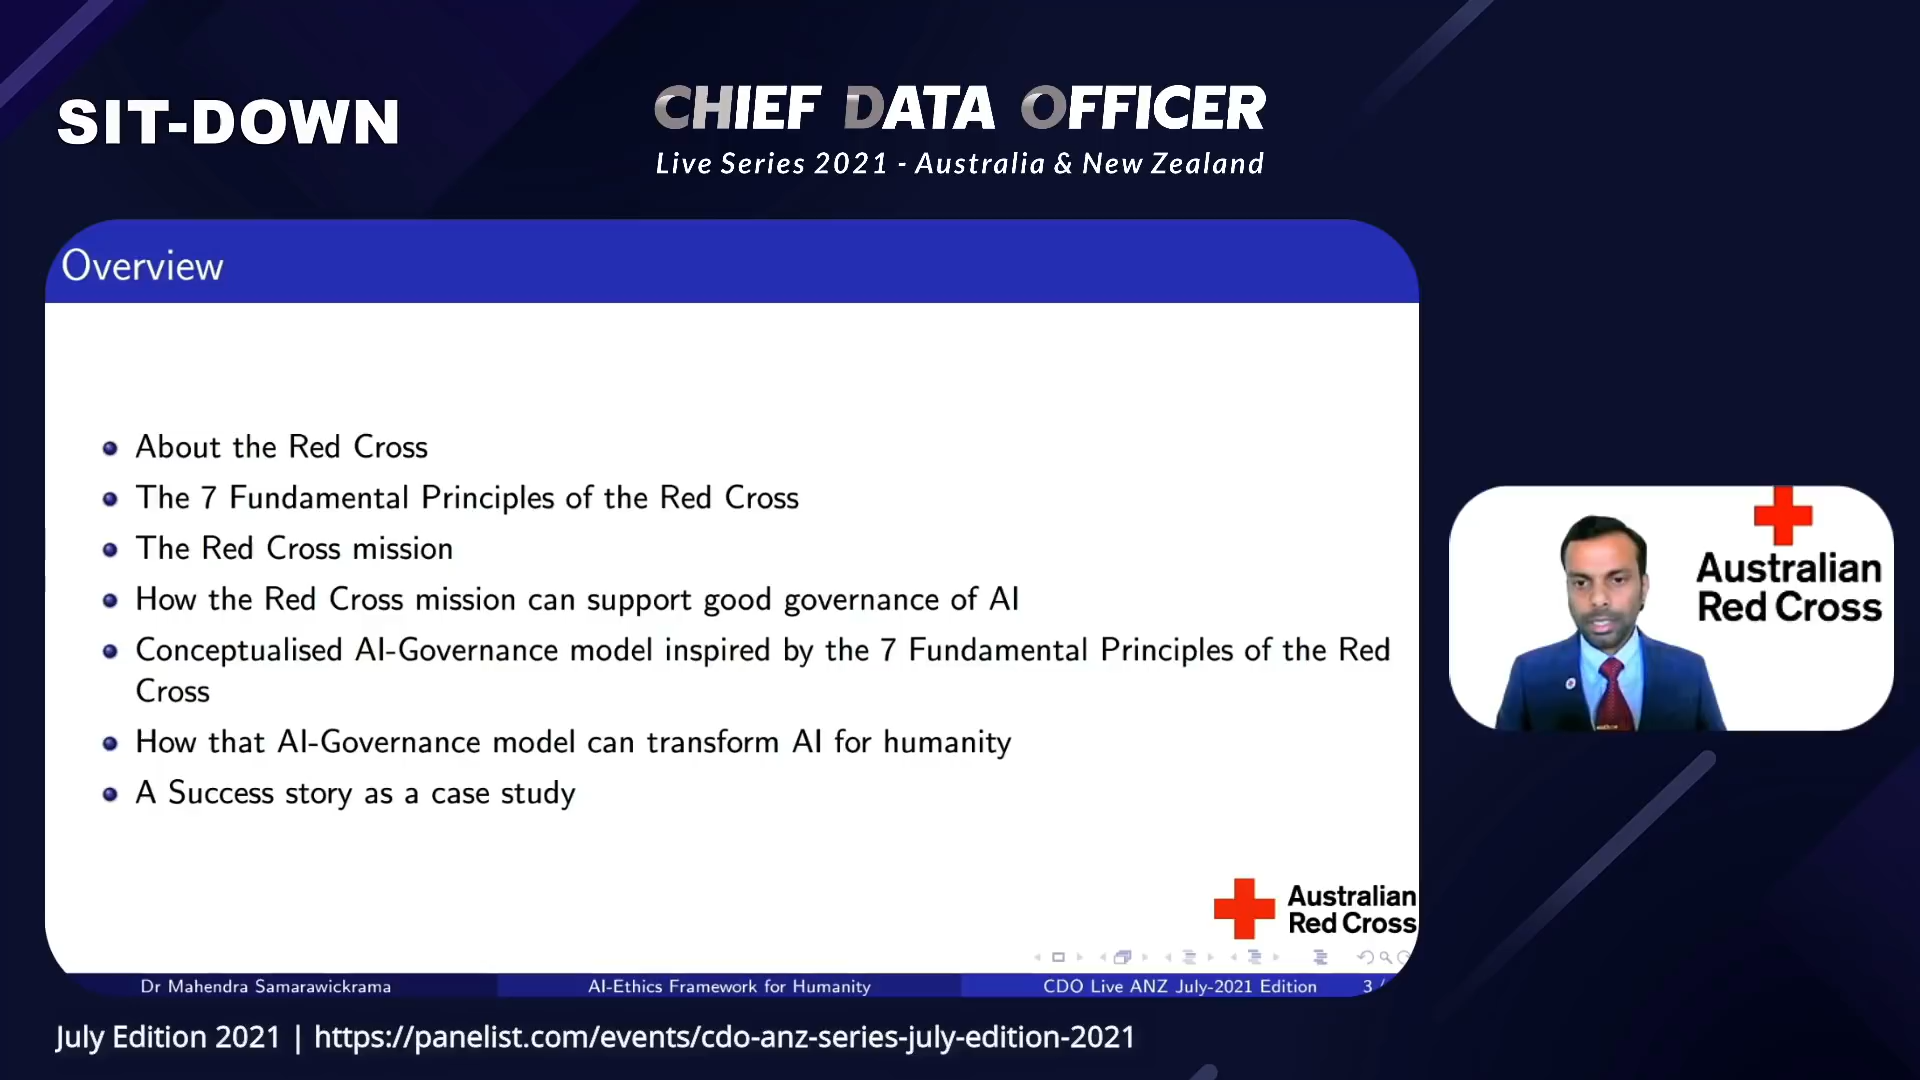 SIT-DOWN
CHIEF DATA OFFICER
Live Series 2021 - Australia & New Zealand
Overview
About the Red Cross
The 7 Fundamental Principles of the Red Cross
The Red Cross mission
How the Red Cross mission can support good governance of AI
Conceptualised AI-Governance model inspired by the 7 Fundamental Principles of the Red
Cross
How that AI-Governance model can transform AI for humanity
A Success story as a case study
Australian
Red Cross
Australian
Red Cross
Dr Mahendra Samarawickrama
AI-Ethics Framework for Humanity
CDO Live ANZ July-2021 Edition
3 /
July Edition 2021 | https://panelist.com/events/cdo-anz-series-july-edition-2021